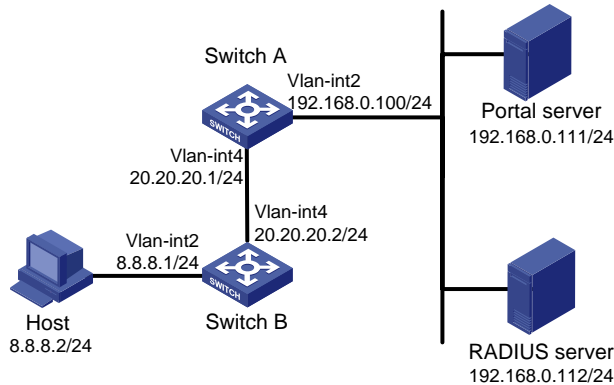 Switch A
Vlan-int2
192.168.0.100/24
Portal server
192.168.0.111/24
SWITCH
Vlan-int4
20.20.20.1/24
Vlan-int4
20.20.20.2/24
Vlan-int2
8.8.8.1/24
SWITCH
Host
8.8.8.2/24
Switch B
RADIUS server
192.168.0.112/24